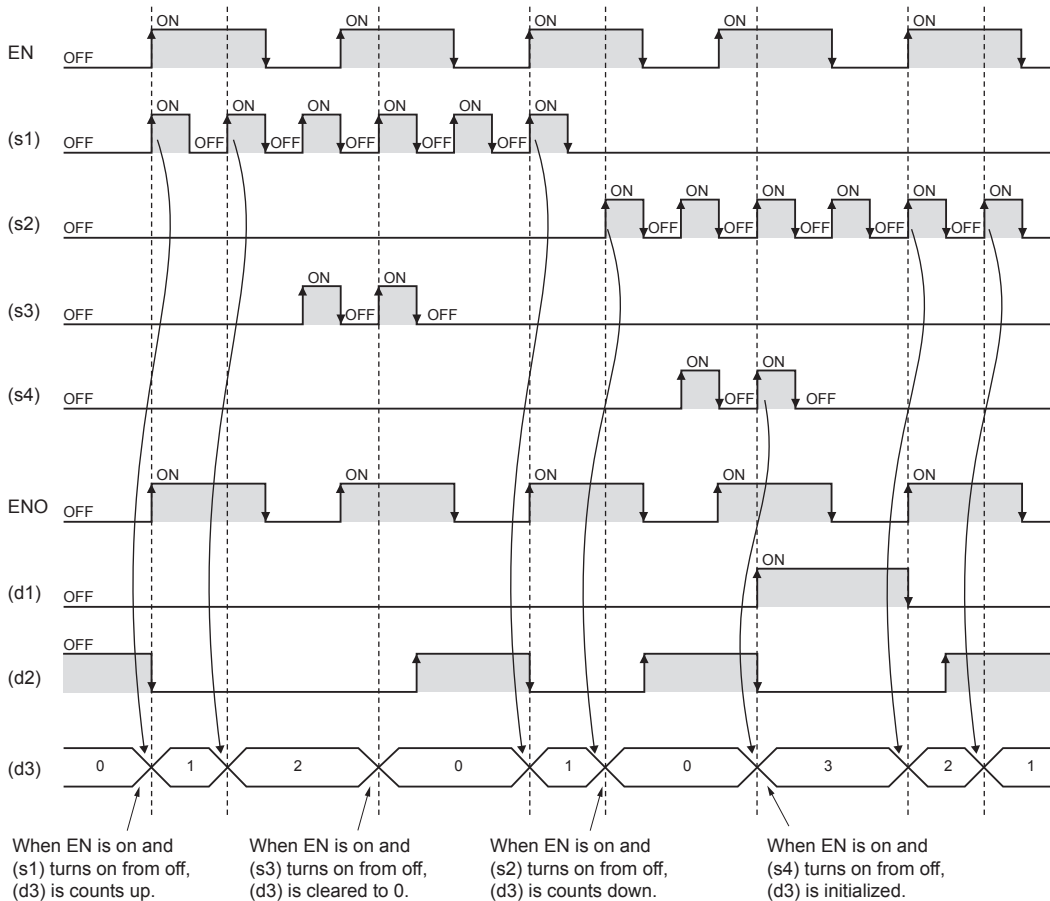 ON ON ON ON ON
EN OFF
ON ON ON ON ON ON
(s1) OFF OFF OFF OFF OFF OFF
ON ON ON ON ON ON
(s2) OFF OFF OFF OFF OFF OFF
ON ON
(s3) OFF OFF OFF
ON ON
(s4) OFF OFF OFF
ON ON ON ON ON
ENO OFF
ON
(d1) OFF
OFF
(d2)
(d3) 0 1 2 0 1 0 3 2 1
When EN is on and
(s1) turns on from off,
(d3) is counts up.
When EN is on and
(s3) turns on from off,
(d3) is cleared to 0.
When EN is on and
(s2) turns on from off,
(d3) is counts down.
When EN is on and
(s4) turns on from off,
(d3) is initialized.